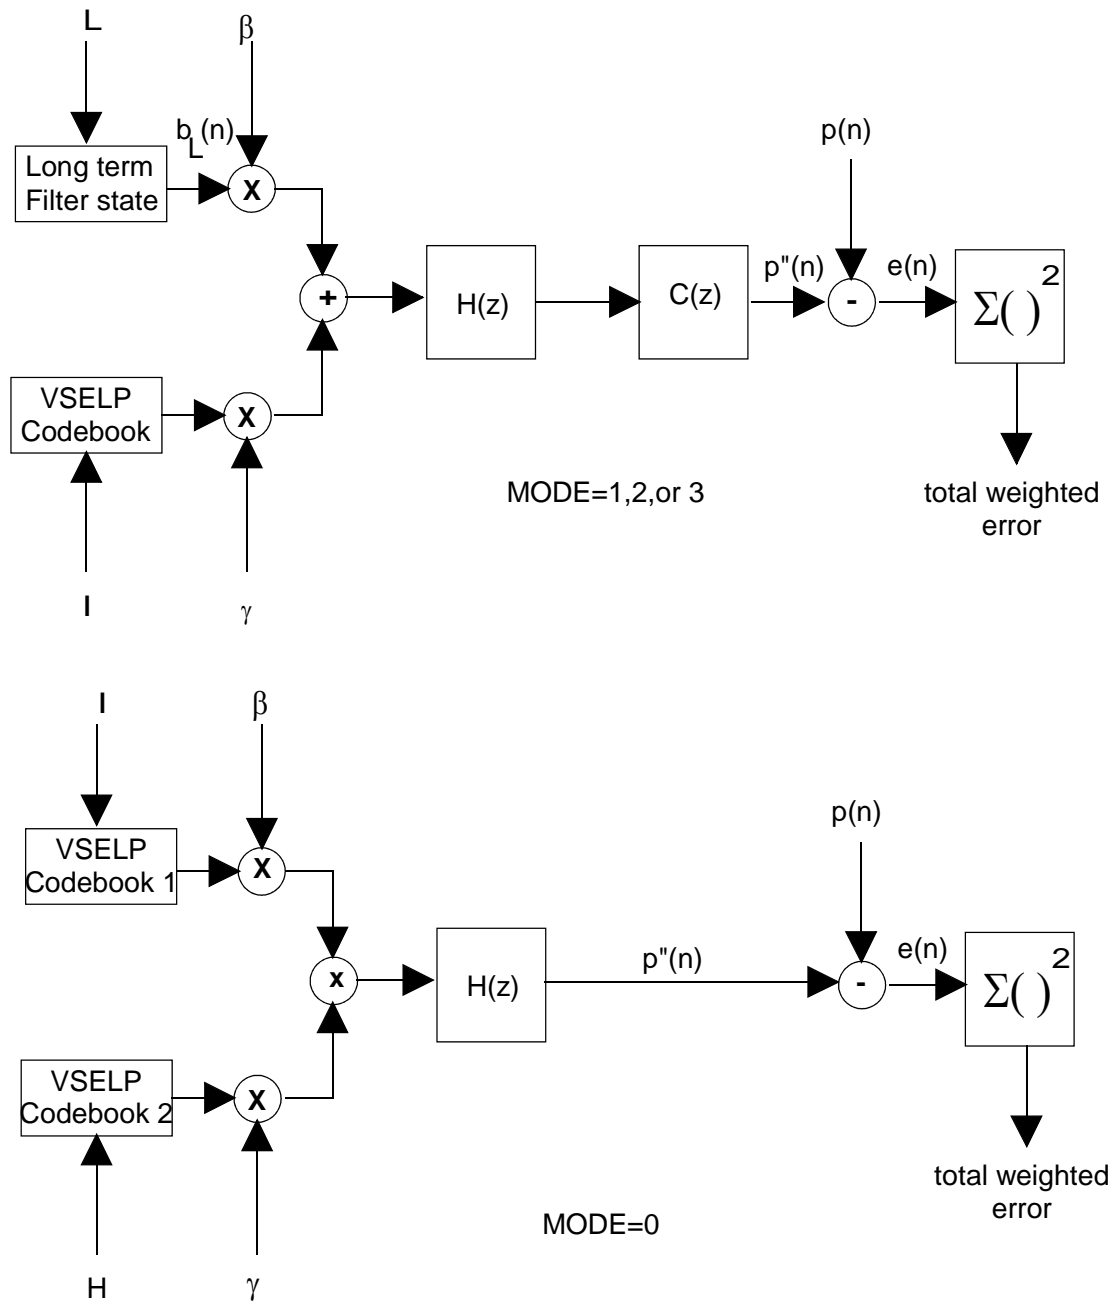 L
β
b_L(n)
p(n)
Long term
Filter state
X
p"(n)
e(n)
+
H(z)
C(z)
-
Σ( )²
VSELP
Codebook
X
MODE=1,2,or 3
total weighted
error
I
γ
I
β
p(n)
VSELP
Codebook 1
X
p"(n)
e(n)
x
H(z)
-
Σ( )²
VSELP
Codebook 2
X
total weighted
error
MODE=0
H
γ